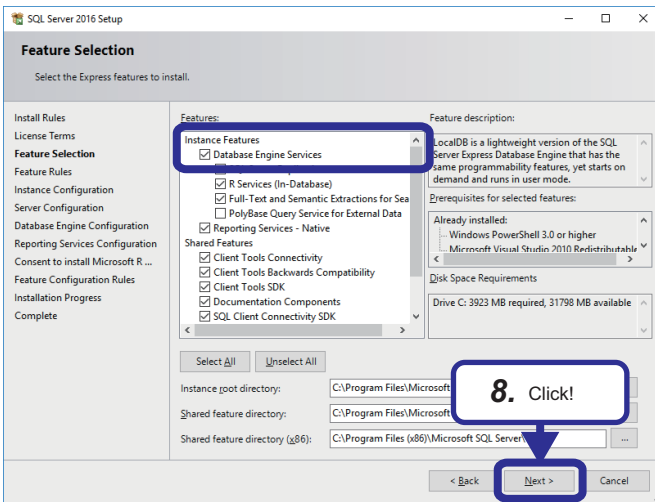 SQL Server 2016 Setup
Feature Selection
Select the Express features to install.
Install Rules
License Terms
Feature Selection
Feature Rules
Instance Configuration
Server Configuration
Database Engine Configuration
Reporting Services Configuration
Consent to install Microsoft R ...
Feature Configuration Rules
Installation Progress
Complete
Features:
Instance Features
Database Engine Services
R Services (In-Database)
Full-Text and Semantic Extractions for Sea
PolyBase Query Service for External Data
Reporting Services - Native
Shared Features
Client Tools Connectivity
Client Tools Backwards Compatibility
Client Tools SDK
Documentation Components
SQL Client Connectivity SDK
Feature description:
LocalDB is a lightweight version of the SQL
Server Express Database Engine that has the
same programmability features, yet starts on
demand and runs in user mode.
Prerequisites for selected features:
Already installed:
Windows PowerShell 3.0 or higher
Microsoft Visual Studio 2010 Redistributable
Disk Space Requirements
Drive C: 3923 MB required, 31798 MB available
Select All Unselect All
Instance root directory: C:\Program Files\Microsoft
Shared feature directory: C:\Program Files\Microsoft
Shared feature directory (x86): C:\Program Files (x86)\Microsoft SQL Server\ ...
8. Click!
< Back Next > Cancel